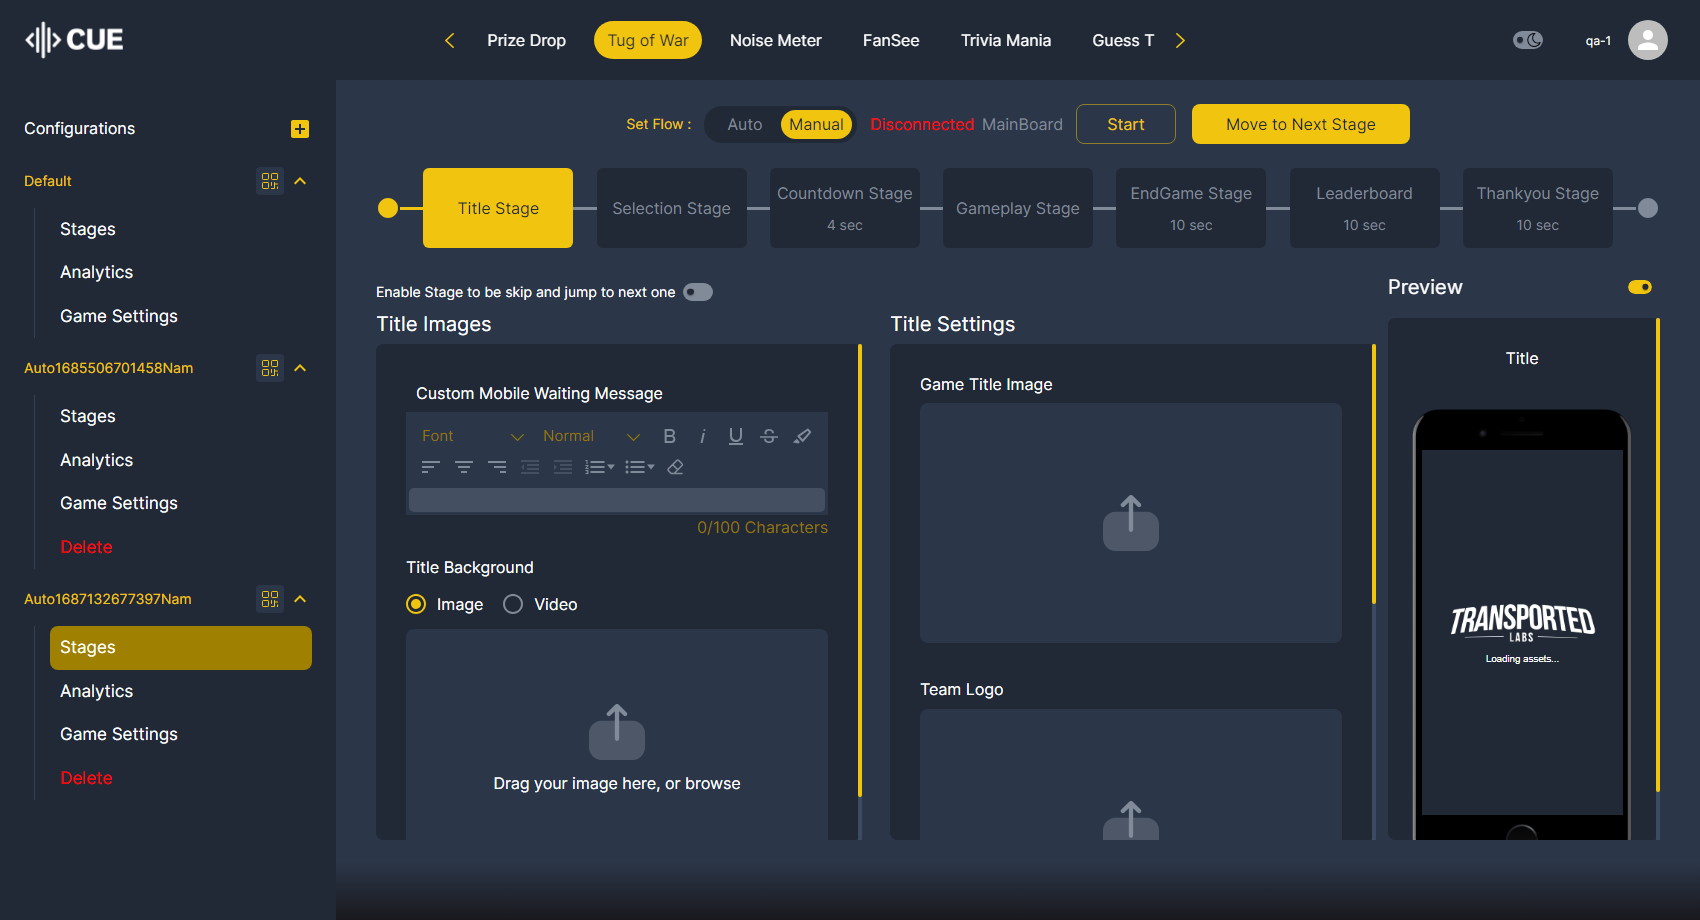 CUE
Prize Drop
Tug of War
Noise Meter
FanSee
Trivia Mania
Guess T
qa-1
Configurations
Default
Stages
Analytics
Game Settings
Auto1685506701458Nam
Stages
Analytics
Game Settings
Delete
Auto1687132677397Nam
Stages
Analytics
Game Settings
Delete
Set Flow :
Auto
Manual
Disconnected MainBoard
Start
Move to Next Stage
Title Stage
Selection Stage
Countdown Stage
4 sec
Gameplay Stage
EndGame Stage
10 sec
Leaderboard
10 sec
Thankyou Stage
10 sec
Enable Stage to be skip and jump to next one
Title Images
Custom Mobile Waiting Message
Font
Normal
B
i
U
S
0/100 Characters
Title Background
Image
Video
Drag your image here, or browse
Title Settings
Game Title Image
Team Logo
Preview
Title
TRANSPORTED
LABS
Loading assets...